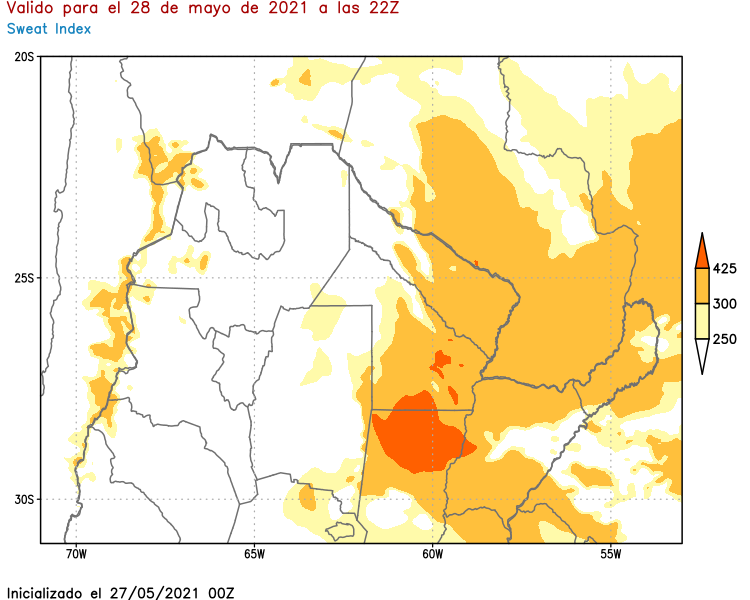 Valido para el 28 de mayo de 2021 a las 22Z
Sweat Index
20S
25S
30S
70W
65W
60W
55W
425
300
250
Inicializado el 27/05/2021 00Z